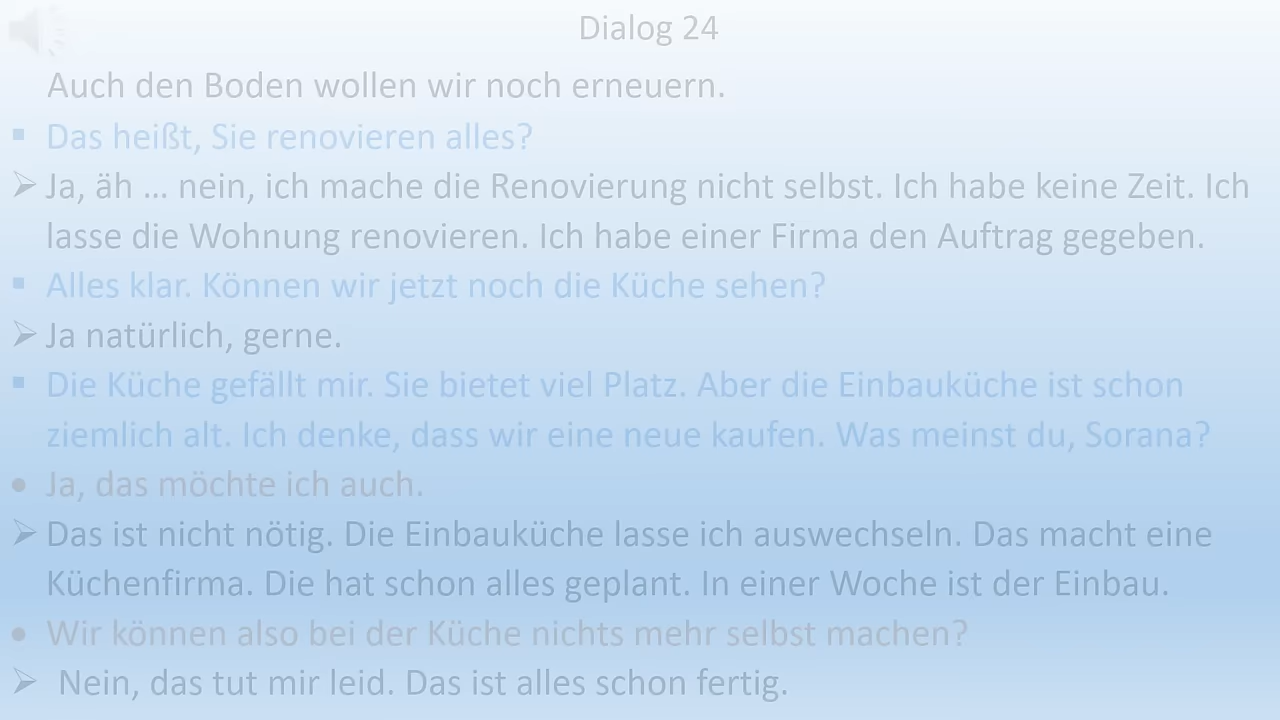 Dialog 24
Auch den Boden wollen wir noch erneuern.
▪ Das heißt, Sie renovieren alles?
➢ Ja, äh … nein, ich mache die Renovierung nicht selbst. Ich habe keine Zeit. Ich
lasse die Wohnung renovieren. Ich habe einer Firma den Auftrag gegeben.
▪ Alles klar. Können wir jetzt noch die Küche sehen?
➢ Ja natürlich, gerne.
▪ Die Küche gefällt mir. Sie bietet viel Platz. Aber die Einbauküche ist schon
ziemlich alt. Ich denke, dass wir eine neue kaufen. Was meinst du, Sorana?
• Ja, das möchte ich auch.
➢ Das ist nicht nötig. Die Einbauküche lasse ich auswechseln. Das macht eine
Küchenfirma. Die hat schon alles geplant. In einer Woche ist der Einbau.
• Wir können also bei der Küche nichts mehr selbst machen?
➢ Nein, das tut mir leid. Das ist alles schon fertig.